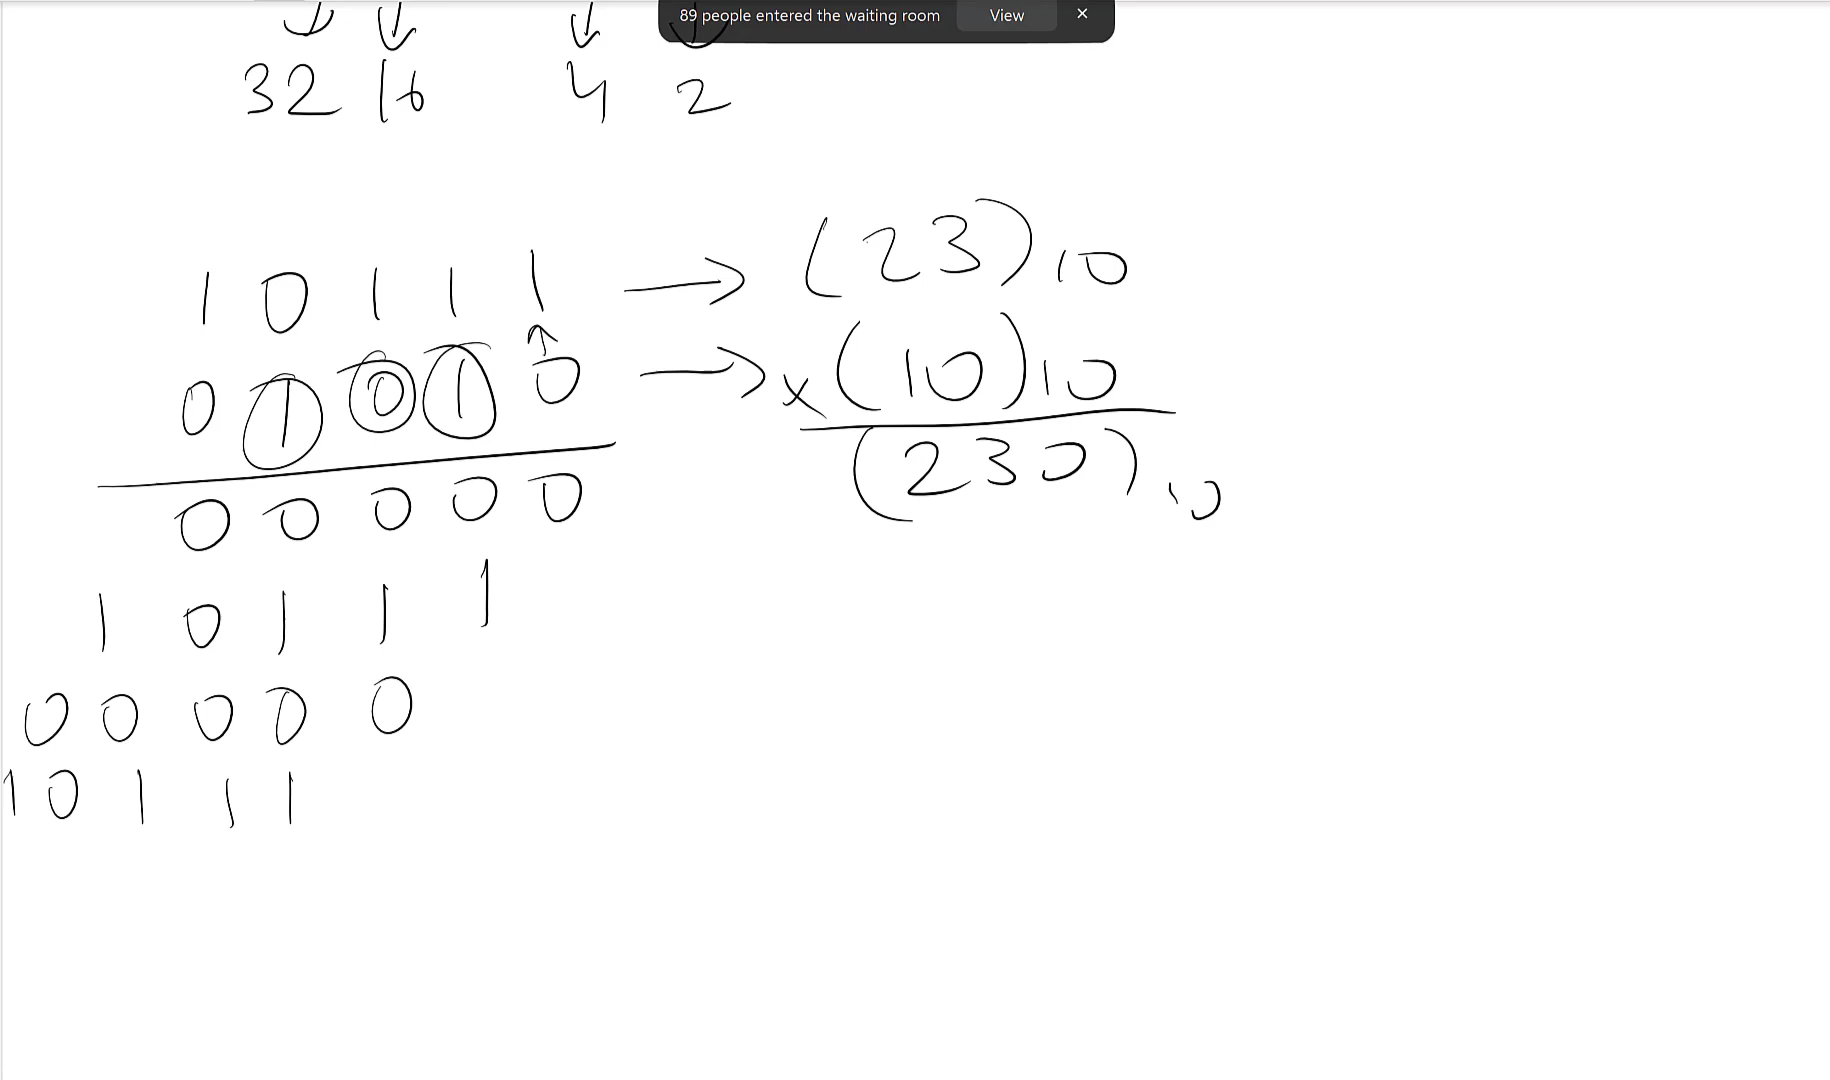 89 people entered the waiting room View ×
32 16 4 2
1 0 1 1 1 → (23)10
0 1 0 1 0 → ×(10)10
(230)10
0 0 0 0 0
1 0 1 1 1
0 0 0 0 0
1 0 1 1 1